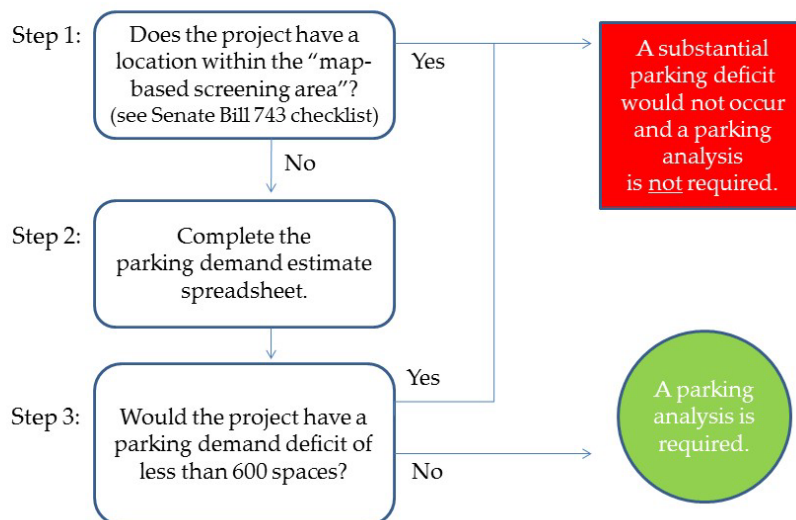 Step 1:
Does the project have a
location within the “map-
based screening area”?
(see Senate Bill 743 checklist)
Yes
A substantial
parking deficit
would not occur
and a parking
analysis
is not required.
No
Step 2:
Complete the
parking demand estimate
spreadsheet.
Step 3:
Would the project have a
parking demand deficit of
less than 600 spaces?
Yes
No
A parking
analysis is
required.